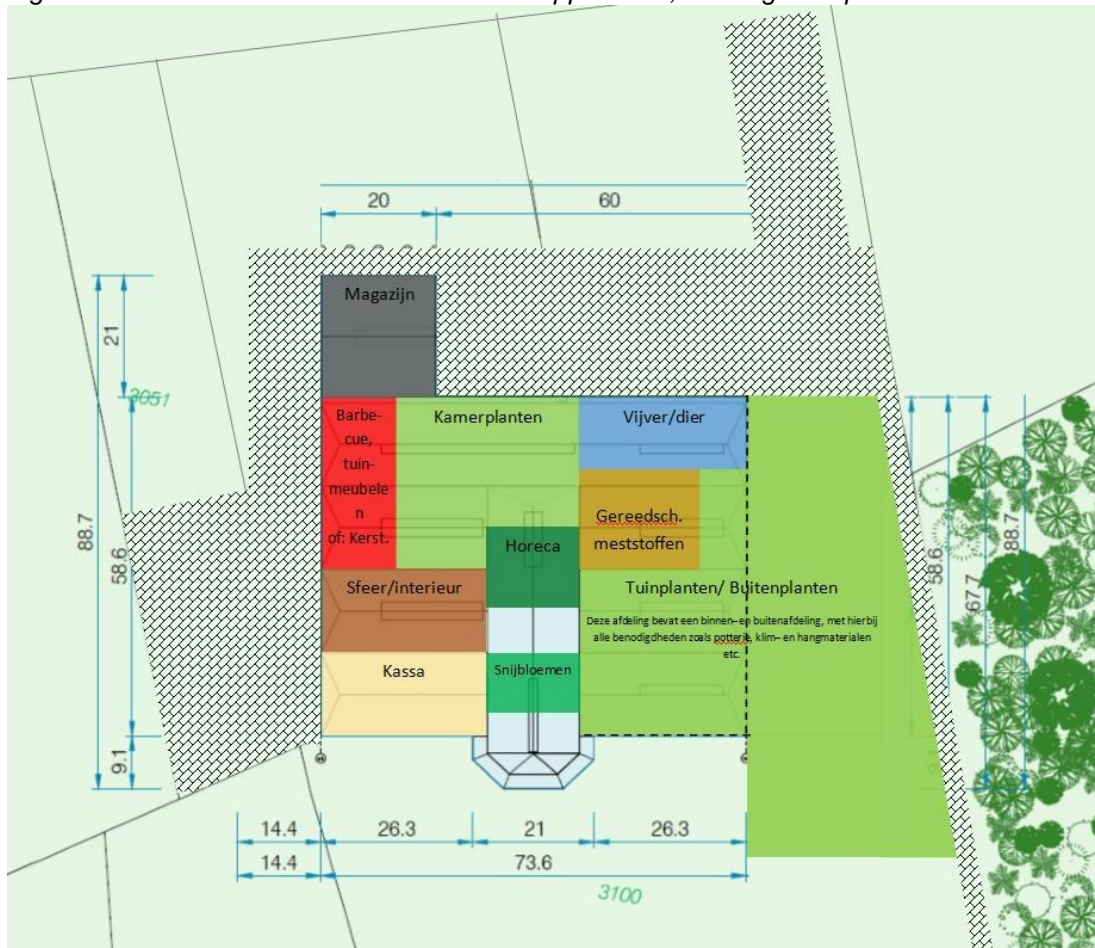 20
60
Magazijn
21
3051
88.7
58.6
9.1
Barbe-
cue,
tuin-
meubele
n
of: Kerst.
Kamerplanten
Vijver/dier
Gereedsch.
meststoffen
Horeca
Sfeer/interieur
Tuinplanten/ Buitenplanten
Deze afdeling bevat een binnen– en buitenafdeling, met hierbij
alle benodigdheden zoals potterie, klim– en hangmaterialen
etc.
Kassa
Snijbloemen
58.6
67.7
88.7
9.1
14.4
26.3
21
26.3
14.4
73.6
3100